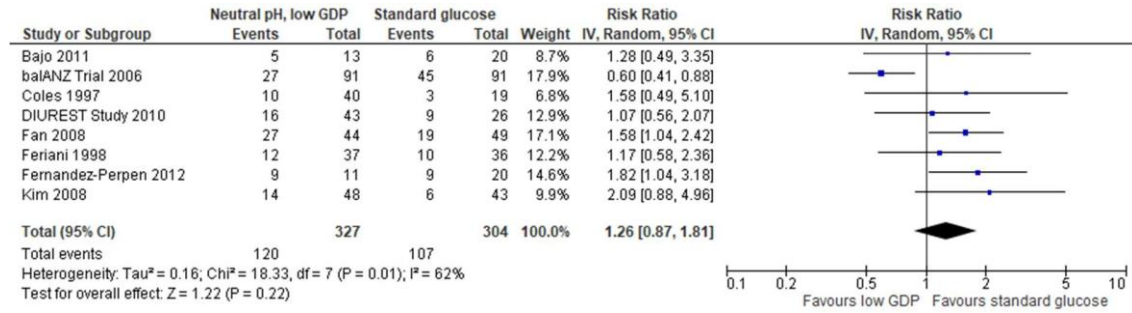 Neutral pH, low GDP Standard glucose Risk Ratio Risk Ratio
Study or Subgroup Events Total Events Total Weight IV, Random, 95% CI IV, Random, 95% CI
Bajo 2011 5 13 6 20 8.7% 1.28 [0.49, 3.35]
balANZ Trial 2006 27 91 45 91 17.9% 0.60 [0.41, 0.88]
Coles 1997 10 40 3 19 6.8% 1.58 [0.49, 5.10]
DIUREST Study 2010 16 43 9 26 12.9% 1.07 [0.56, 2.07]
Fan 2008 27 44 19 49 17.1% 1.58 [1.04, 2.42]
Feriani 1998 12 37 10 36 12.2% 1.17 [0.58, 2.36]
Fernandez-Perpen 2012 9 11 9 20 14.6% 1.82 [1.04, 3.18]
Kim 2008 14 48 6 43 9.9% 2.09 [0.88, 4.96]
Total (95% CI) 327 304 100.0% 1.26 [0.87, 1.81]
Total events 120 107
Heterogeneity: Tau² = 0.16; Chi² = 18.33, df = 7 (P = 0.01); I² = 62%
Test for overall effect: Z = 1.22 (P = 0.22)
0.1 0.2 0.5 1 2 5 10
Favours low GDP Favours standard glucose